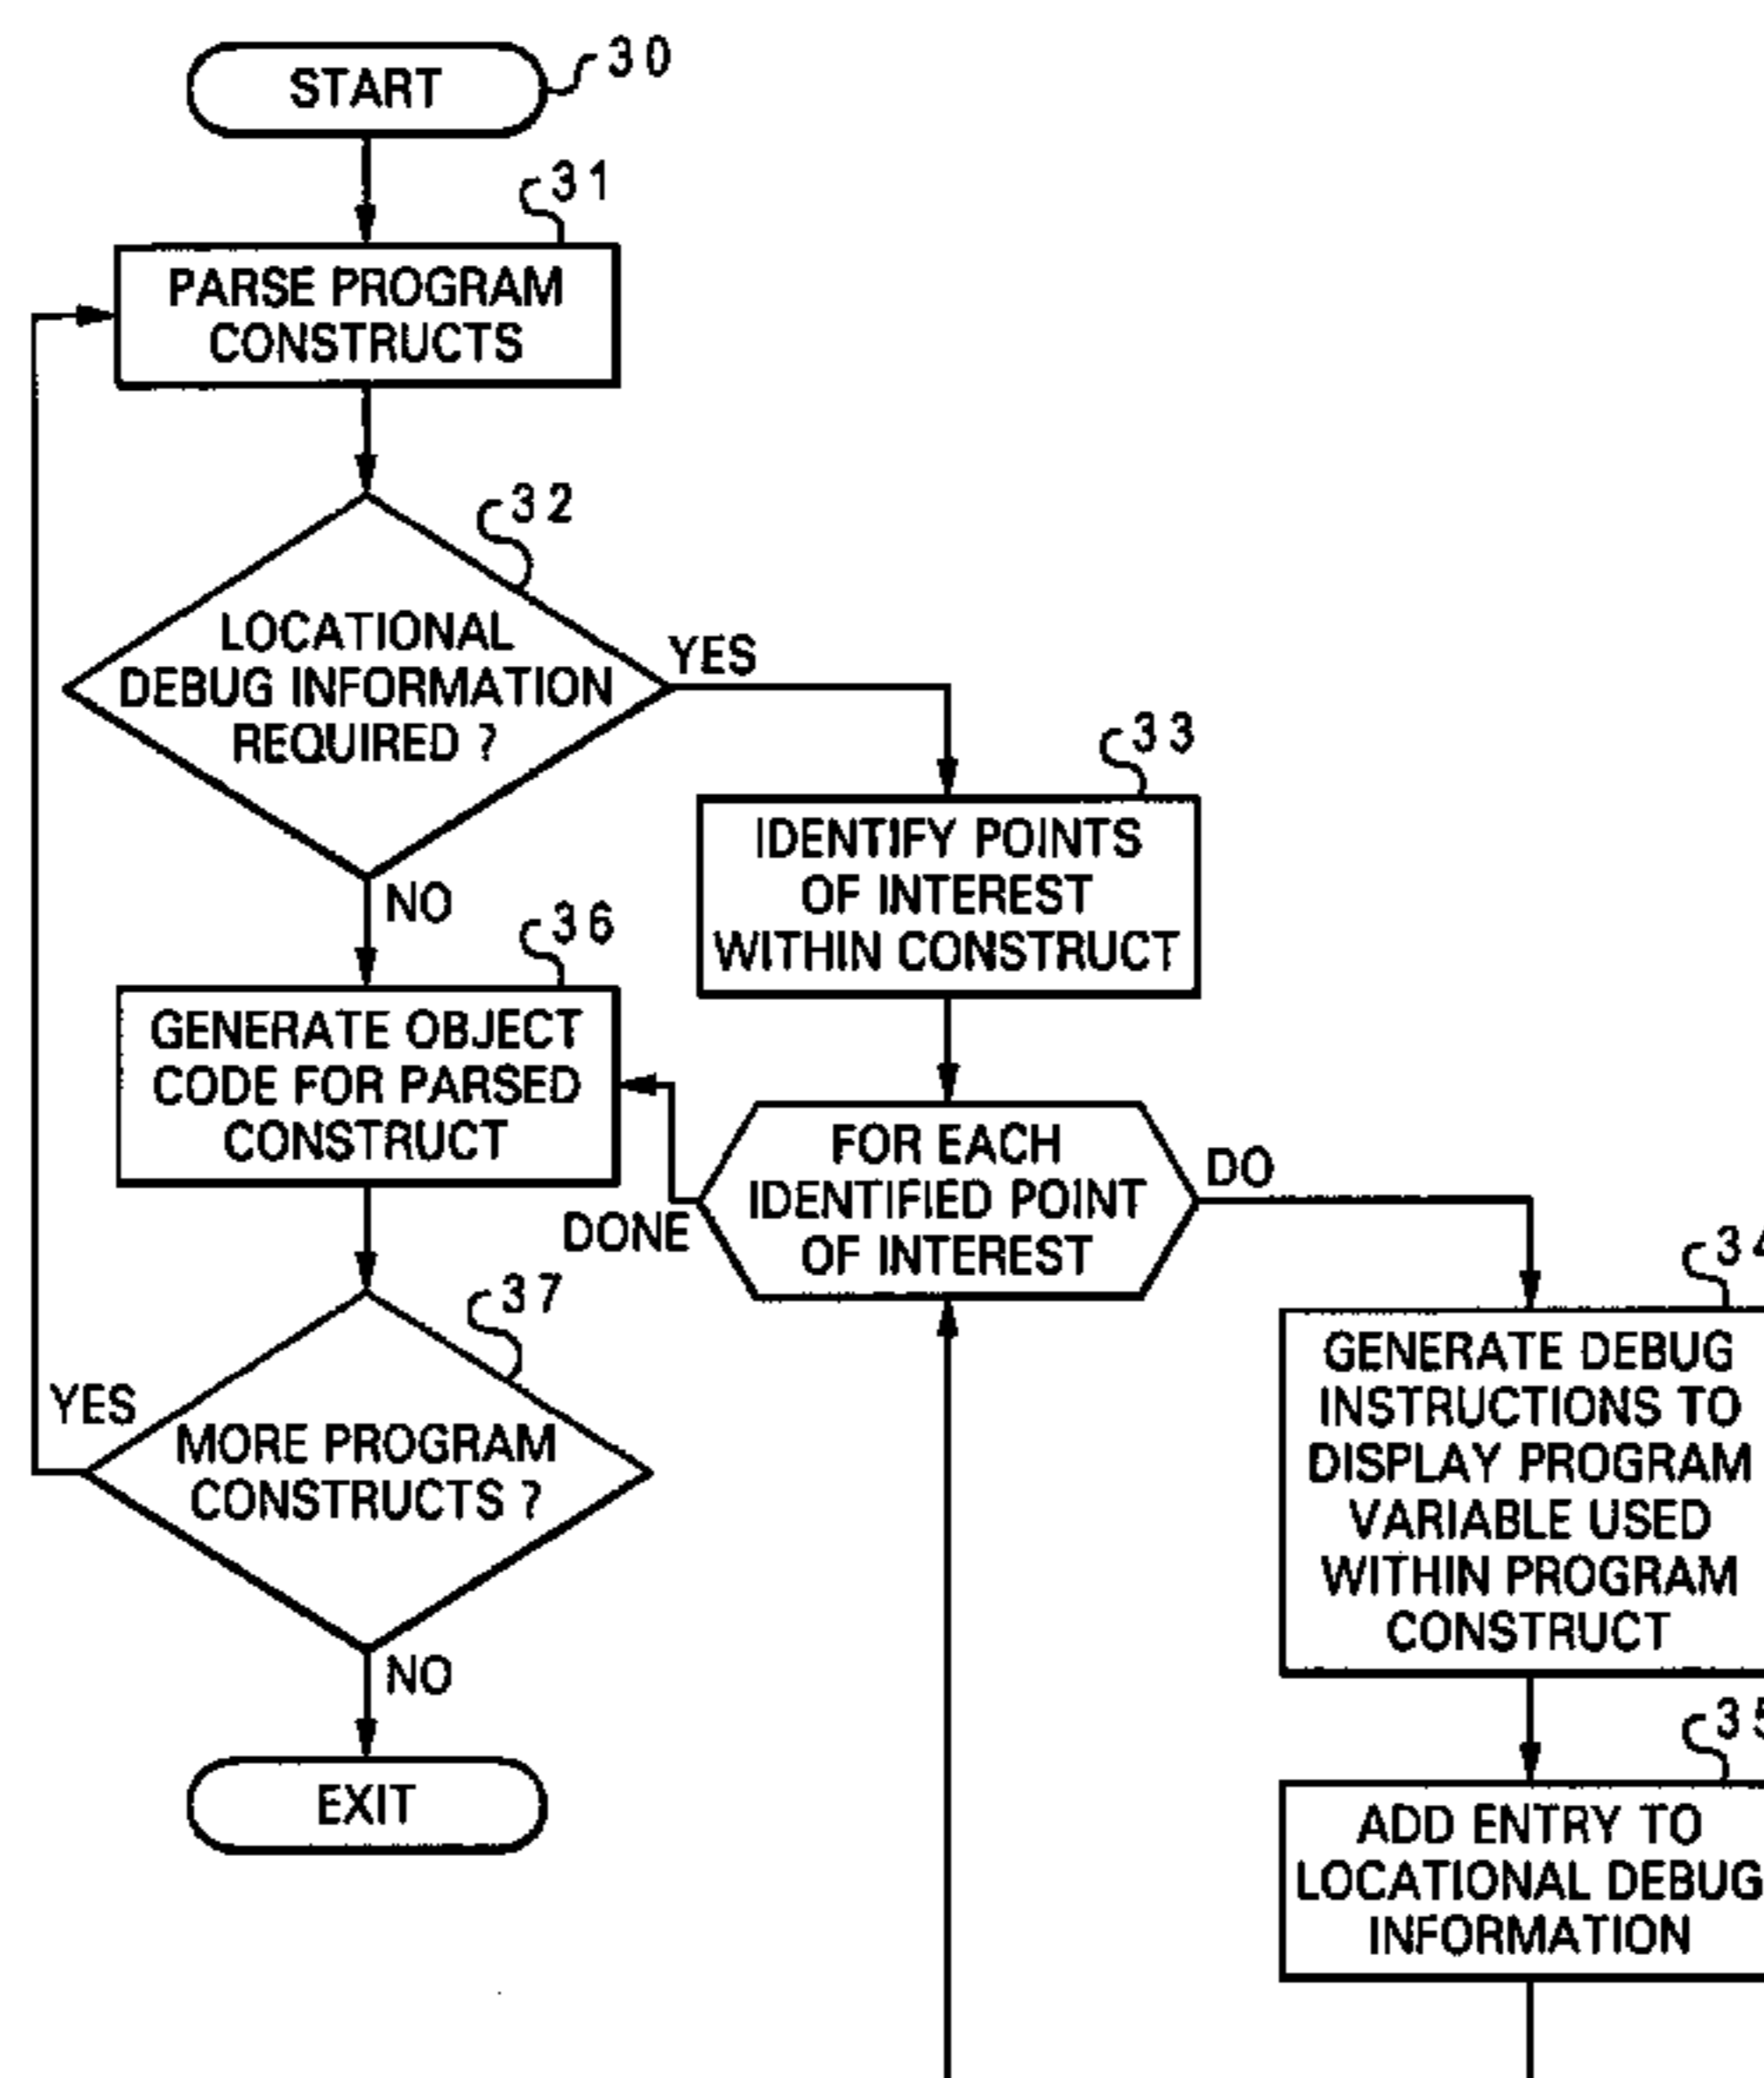 START
30
31
PARSE PROGRAM
CONSTRUCTS
32
LOCATIONAL
DEBUG INFORMATION
REQUIRED ?
YES
NO
33
IDENTIFY POINTS
OF INTEREST
WITHIN CONSTRUCT
36
GENERATE OBJECT
CODE FOR PARSED
CONSTRUCT
FOR EACH
IDENTIFIED POINT
OF INTEREST
DO
DONE
34
GENERATE DEBUG
INSTRUCTIONS TO
DISPLAY PROGRAM
VARIABLE USED
WITHIN PROGRAM
CONSTRUCT
37
YES
MORE PROGRAM
CONSTRUCTS ?
NO
35
ADD ENTRY TO
LOCATIONAL DEBUG
INFORMATION
EXIT